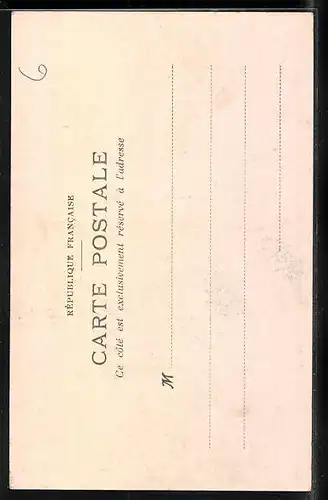 RÉPUBLIQUE FRANÇAISE
CARTE POSTALE
Ce côté est exclusivement réservé à l'adresse
M
6